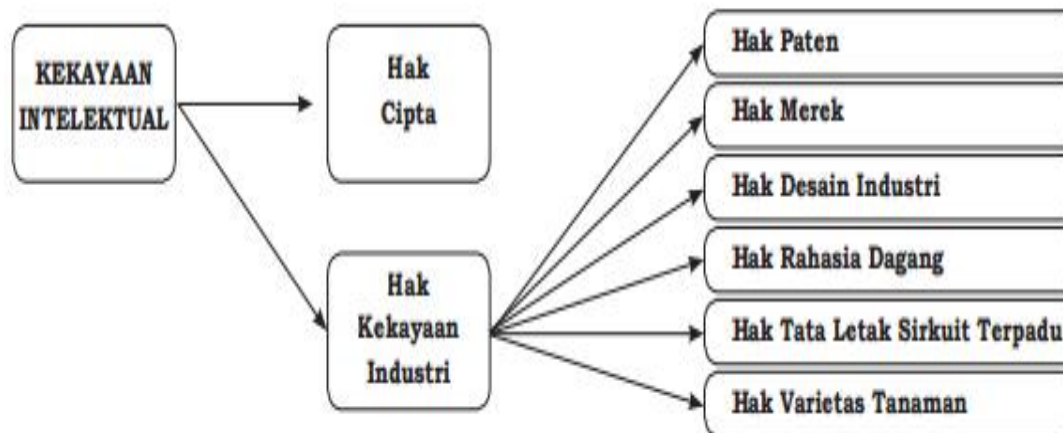 KEKAYAAN
INTELEKTUAL
Hak
Cipta
Hak
Kekayaan
Industri
Hak Paten
Hak Merek
Hak Desain Industri
Hak Rahasia Dagang
Hak Tata Letak Sirkuit Terpadu
Hak Varietas Tanaman